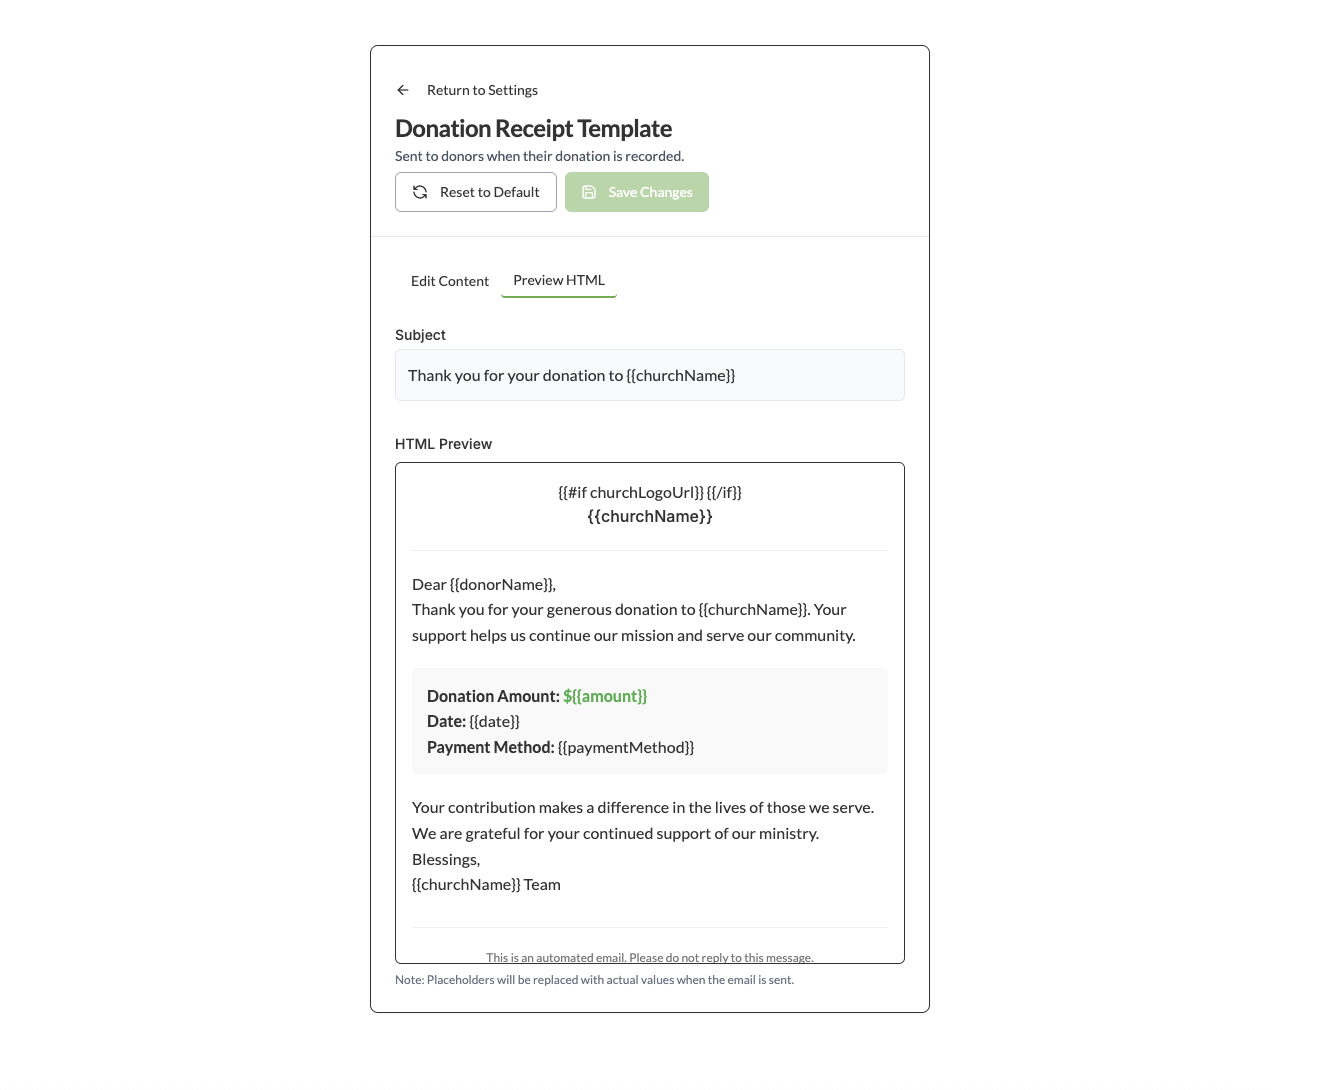 Return to Settings
Donation Receipt Template
Sent to donors when their donation is recorded.
Reset to Default
Save Changes
Edit Content
Preview HTML
Subject
Thank you for your donation to {{churchName}}
HTML Preview
{{#if churchLogoUrl}} {{/if}}
{{churchName}}
Dear {{donorName}},
Thank you for your generous donation to {{churchName}}. Your
support helps us continue our mission and serve our community.
Donation Amount: ${{amount}}
Date: {{date}}
Payment Method: {{paymentMethod}}
Your contribution makes a difference in the lives of those we serve.
We are grateful for your continued support of our ministry.
Blessings,
{{churchName}} Team
This is an automated email. Please do not reply to this message.
Note: Placeholders will be replaced with actual values when the email is sent.